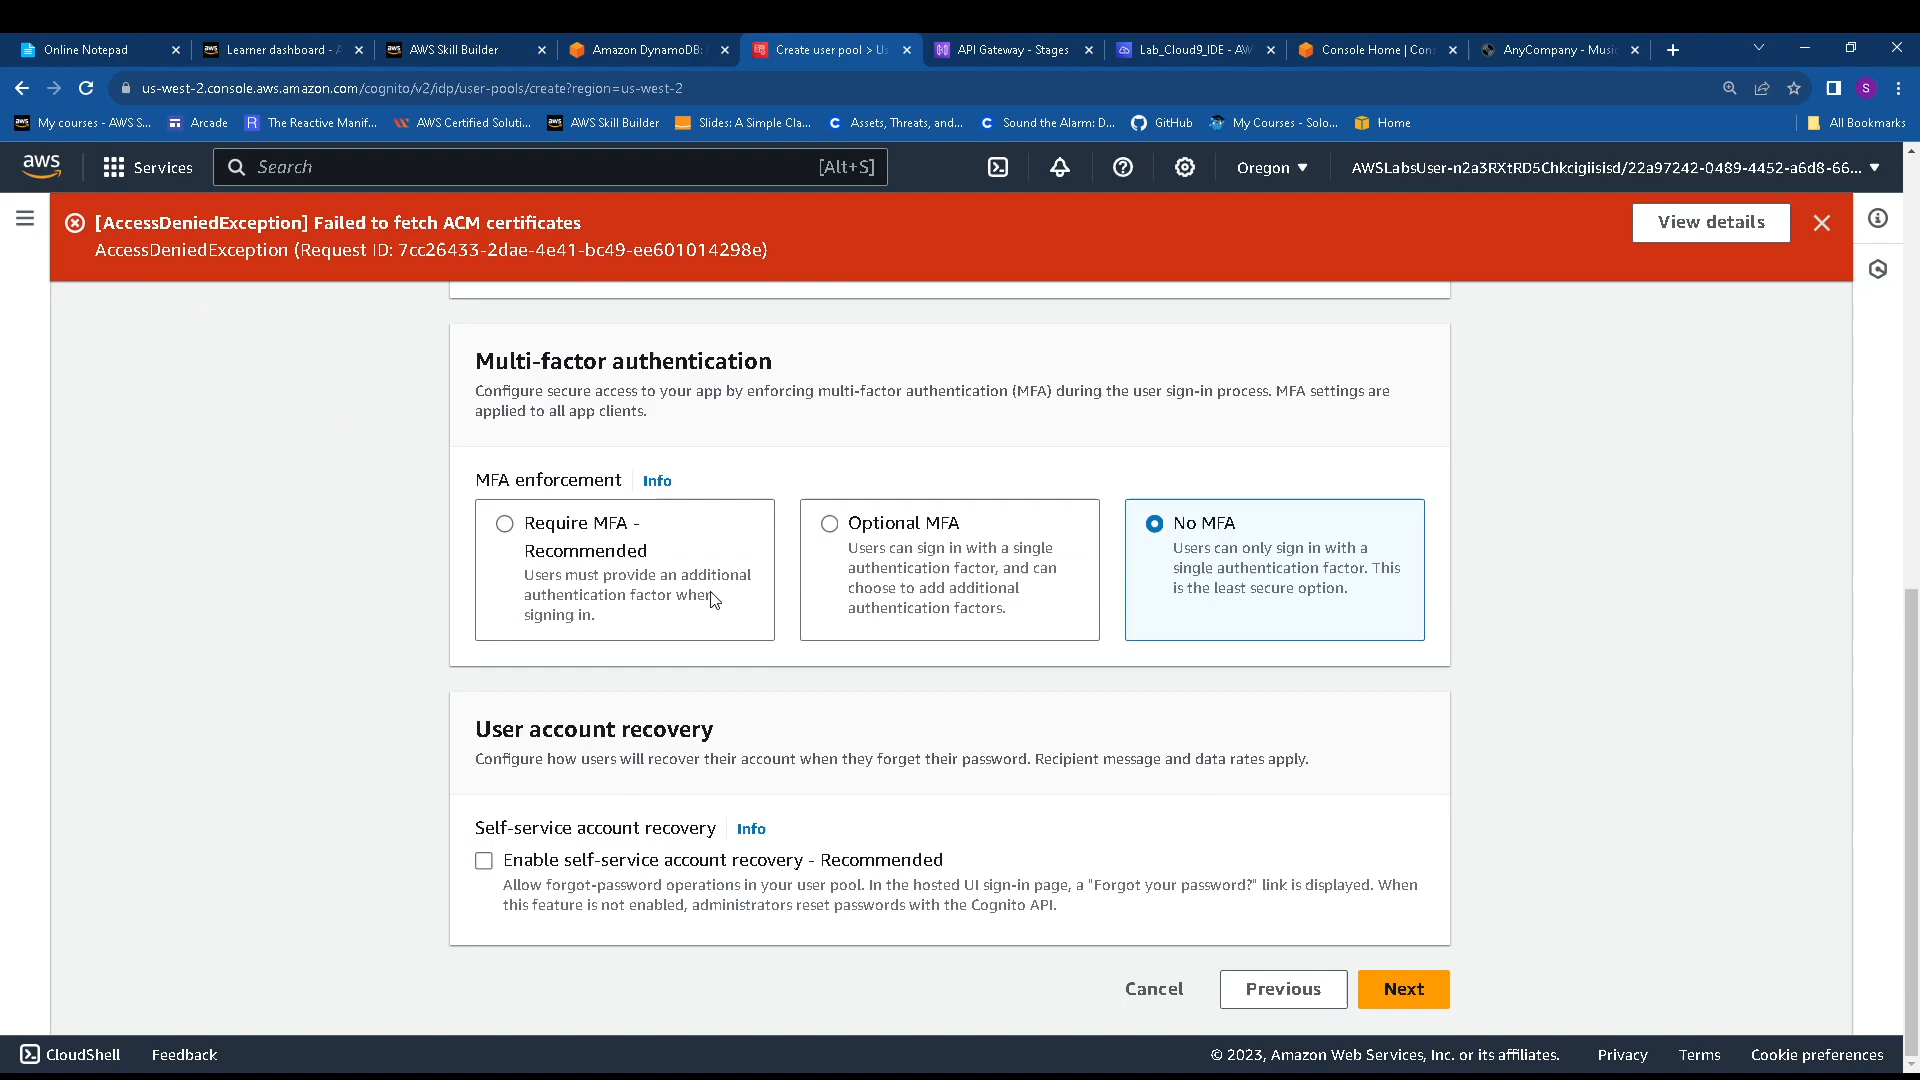 Online Notepad
Learner dashboard - A
AWS Skill Builder
Amazon DynamoDB:
Create user pool > Us
API Gateway - Stages
Lab_Cloud9_IDE - AW
Console Home | Con
AnyCompany - Music
us-west-2.console.aws.amazon.com/cognito/v2/idp/user-pools/create?region=us-west-2
S
My courses - AWS S...
Arcade
The Reactive Manif...
AWS Certified Soluti...
AWS Skill Builder
Slides: A Simple Cla...
Assets, Threats, and...
Sound the Alarm: D...
GitHub
My Courses - Solo...
Home
All Bookmarks
aws
Services
Search
[Alt+S]
Oregon
AWSLabsUser-n2a3RXtRD5Chkcigiisisd/22a97242-0489-4452-a6d8-66...
[AccessDeniedException] Failed to fetch ACM certificates
AccessDeniedException (Request ID: 7cc26433-2dae-4e41-bc49-ee601014298e)
View details
Multi-factor authentication
Configure secure access to your app by enforcing multi-factor authentication (MFA) during the user sign-in process. MFA settings are
applied to all app clients.
MFA enforcement
Info
Require MFA -
Recommended
Users must provide an additional
authentication factor when
signing in.
Optional MFA
Users can sign in with a single
authentication factor, and can
choose to add additional
authentication factors.
No MFA
Users can only sign in with a
single authentication factor. This
is the least secure option.
User account recovery
Configure how users will recover their account when they forget their password. Recipient message and data rates apply.
Self-service account recovery
Info
Enable self-service account recovery - Recommended
Allow forgot-password operations in your user pool. In the hosted UI sign-in page, a "Forgot your password?" link is displayed. When
this feature is not enabled, administrators reset passwords with the Cognito API.
Cancel
Previous
Next
CloudShell
Feedback
© 2023, Amazon Web Services, Inc. or its affiliates.
Privacy
Terms
Cookie preferences